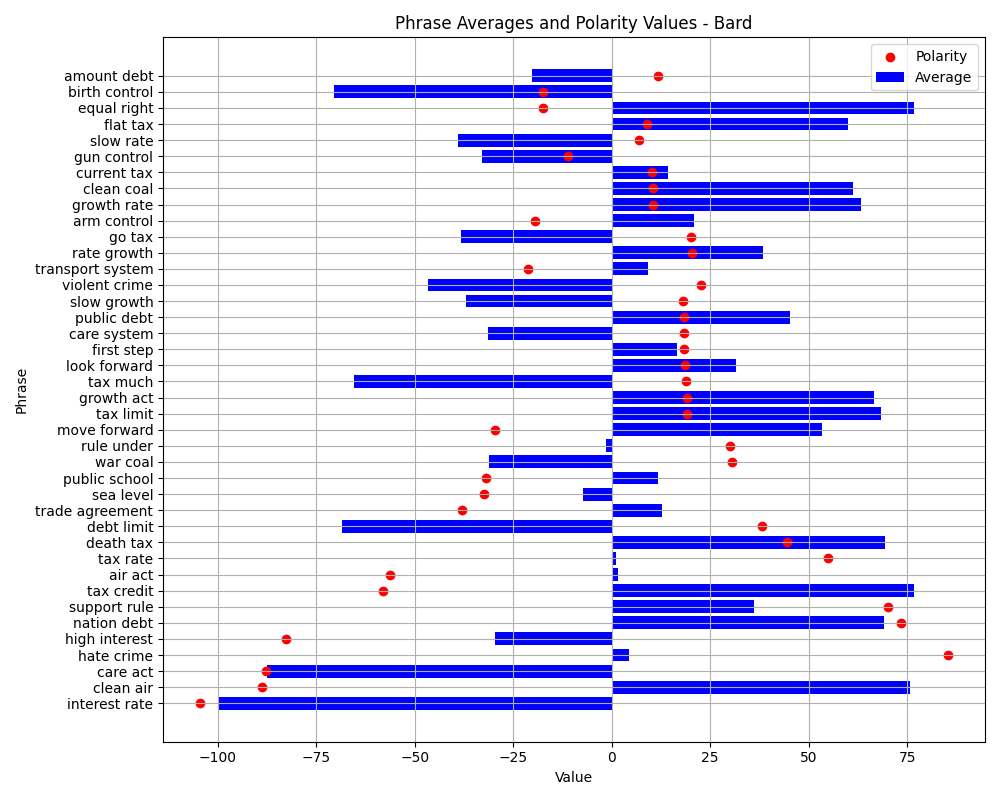 Phrase Averages and Polarity Values - Bard
Polarity
Average
Phrase
amount debt
birth control
equal right
flat tax
slow rate
gun control
current tax
clean coal
growth rate
arm control
go tax
rate growth
transport system
violent crime
slow growth
public debt
care system
first step
look forward
tax much
growth act
tax limit
move forward
rule under
war coal
public school
sea level
trade agreement
debt limit
death tax
tax rate
air act
tax credit
support rule
nation debt
high interest
hate crime
care act
clean air
interest rate
−100 −75 −50 −25 0 25 50 75
Value